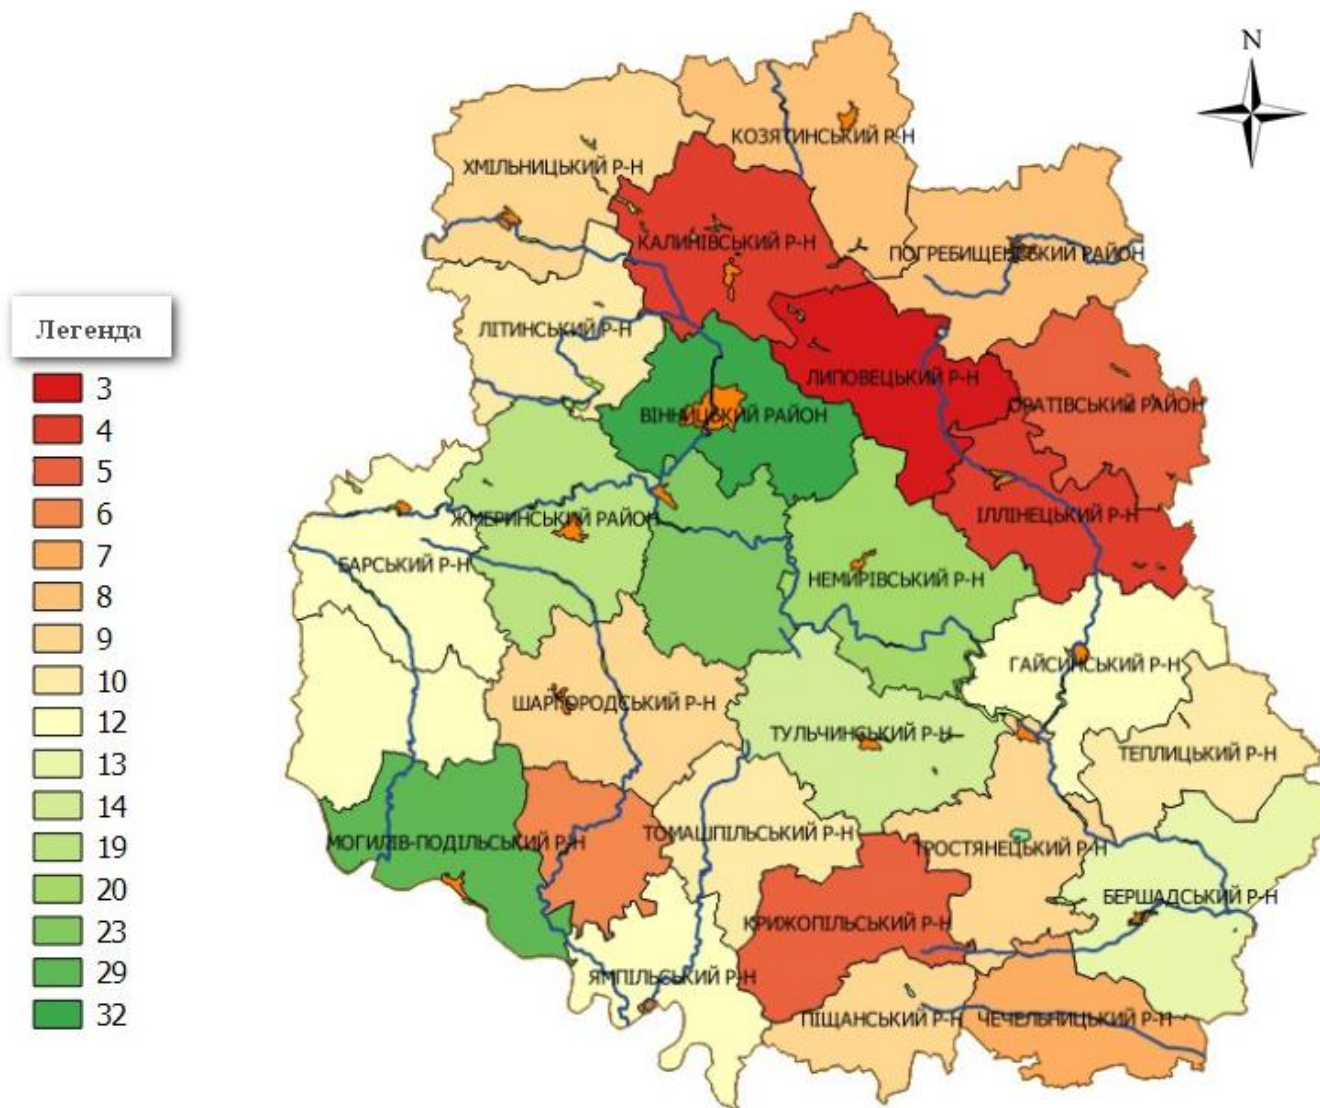 N
КОЗЯТИНСЬКИЙ Р-Н
ХМІЛЬНИЦЬКИЙ Р-Н
КАЛИНІВСЬКИЙ Р-Н
ПОГРЕБИЩЕНСЬКИЙ РАЙОН
ЛІТИНСЬКИЙ Р-Н
ЛИПОВЕЦЬКИЙ Р-Н
ОРАТІВСЬКИЙ РАЙОН
ВІННИЦЬКИЙ РАЙОН
ЖМЕРИНСЬКИЙ РАЙОН
ІЛЛІНЕЦЬКИЙ Р-Н
БАРСЬКИЙ Р-Н
НЕМИРІВСЬКИЙ Р-Н
ГАЙСИНСЬКИЙ Р-Н
ШАРГОРОДСЬКИЙ Р-Н
ТУЛЬЧИНСЬКИЙ Р-Н
ТЕПЛИЦЬКИЙ Р-Н
МОГИЛІВ-ПОДІЛЬСЬКИЙ Р-Н
ТОМАШПІЛЬСЬКИЙ Р-Н
ТРОСТЯНЕЦЬКИЙ Р-Н
БЕРШАДСЬКИЙ Р-Н
КРИЖОПІЛЬСЬКИЙ Р-Н
ЯМПІЛЬСЬКИЙ Р-Н
ПІЩАНСЬКИЙ Р-Н
ЧЕЧЕЛЬНИЦЬКИЙ Р-Н
Легенда
3
4
5
6
7
8
9
10
12
13
14
19
20
23
29
32